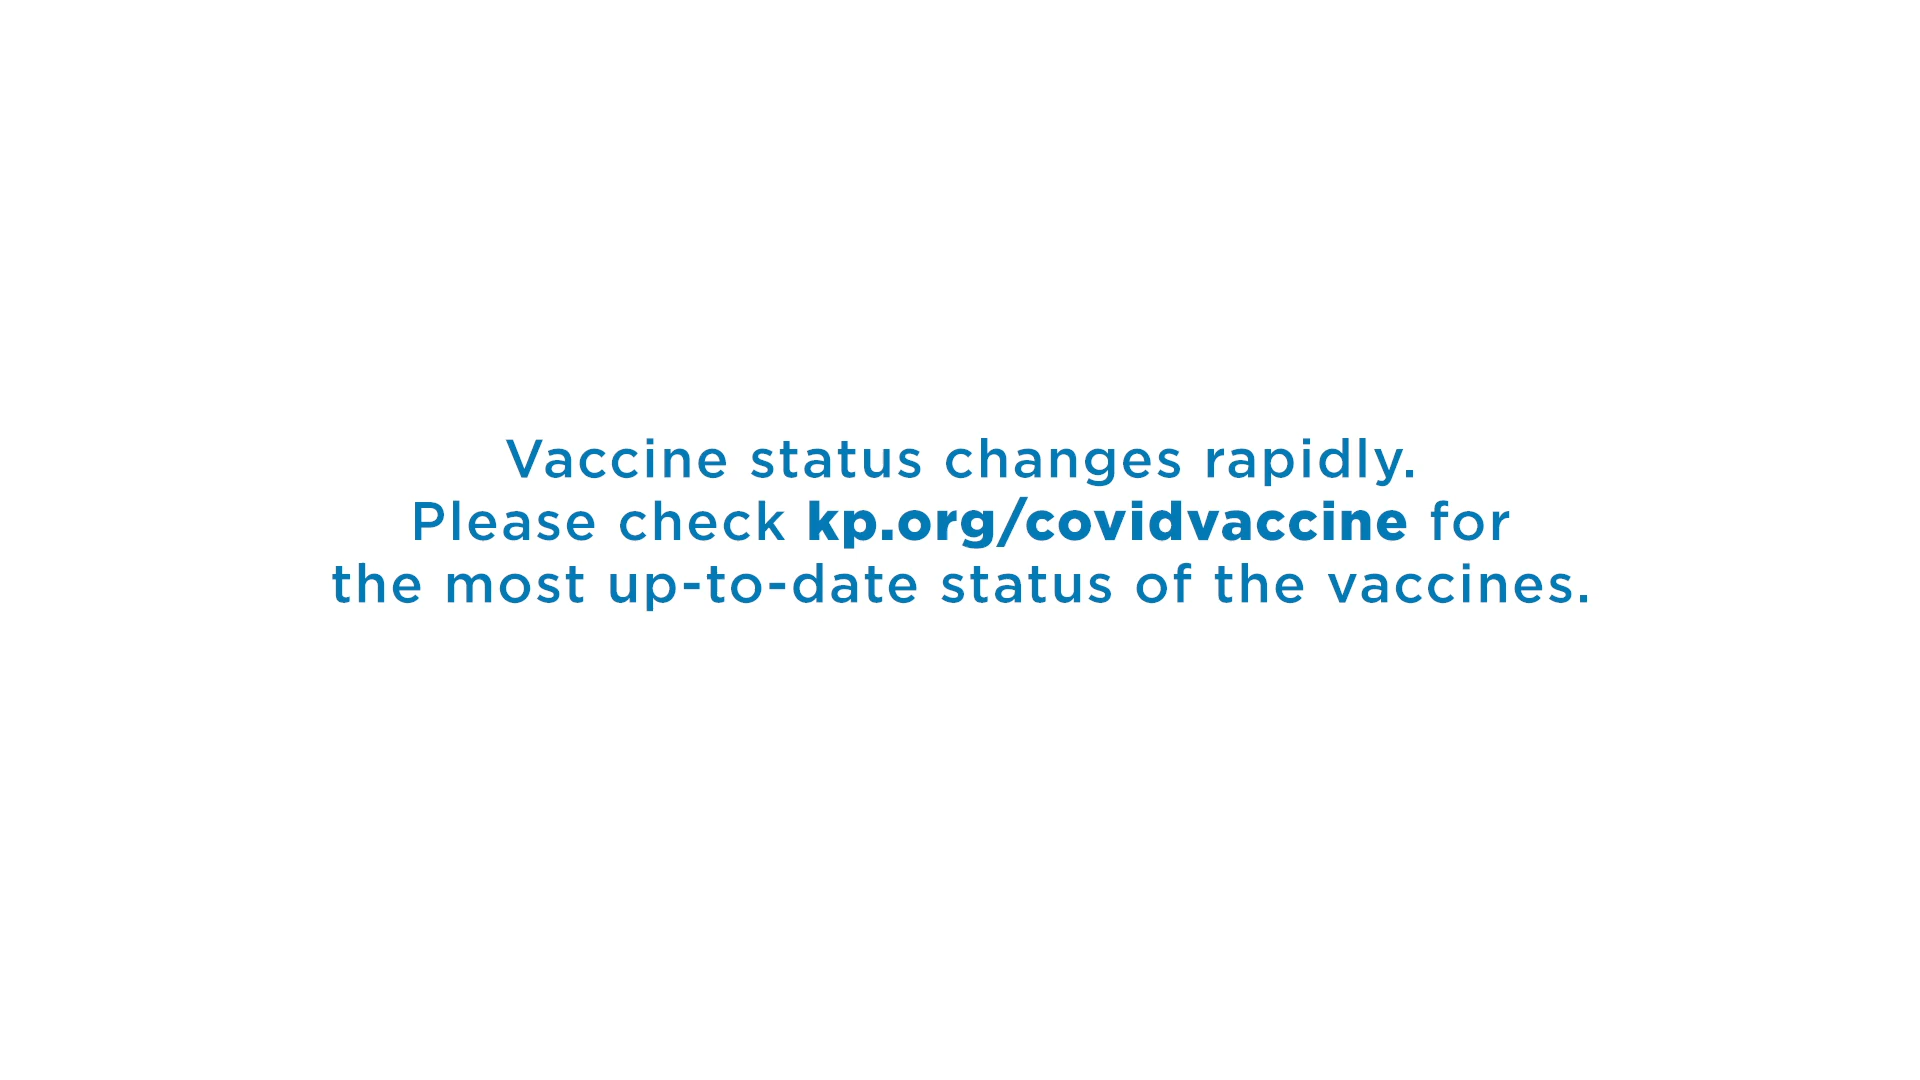 Vaccine status changes rapidly.
Please check kp.org/covidvaccine for
the most up-to-date status of the vaccines.